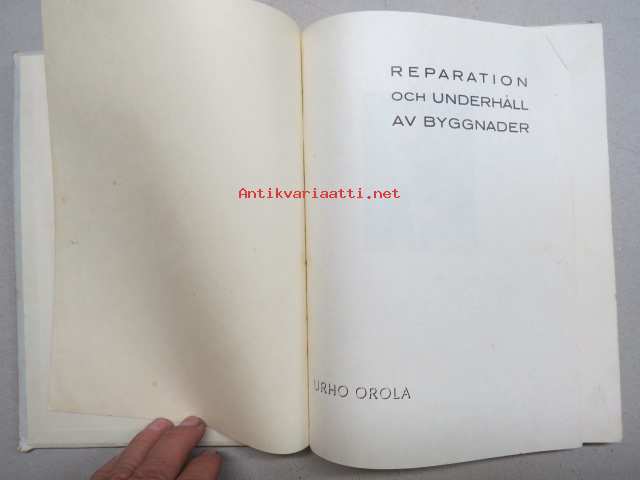 REPARATION
OCH UNDERHÅLL
AV BYGGNADER
Antikvariaatti.net
URHO OROLA